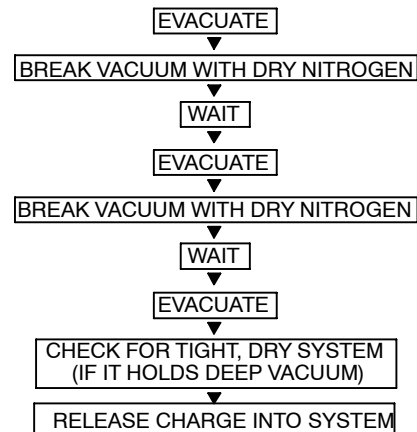 EVACUATE
BREAK VACUUM WITH DRY NITROGEN
WAIT
EVACUATE
BREAK VACUUM WITH DRY NITROGEN
WAIT
EVACUATE
CHECK FOR TIGHT, DRY SYSTEM
(IF IT HOLDS DEEP VACUUM)
RELEASE CHARGE INTO SYSTEM